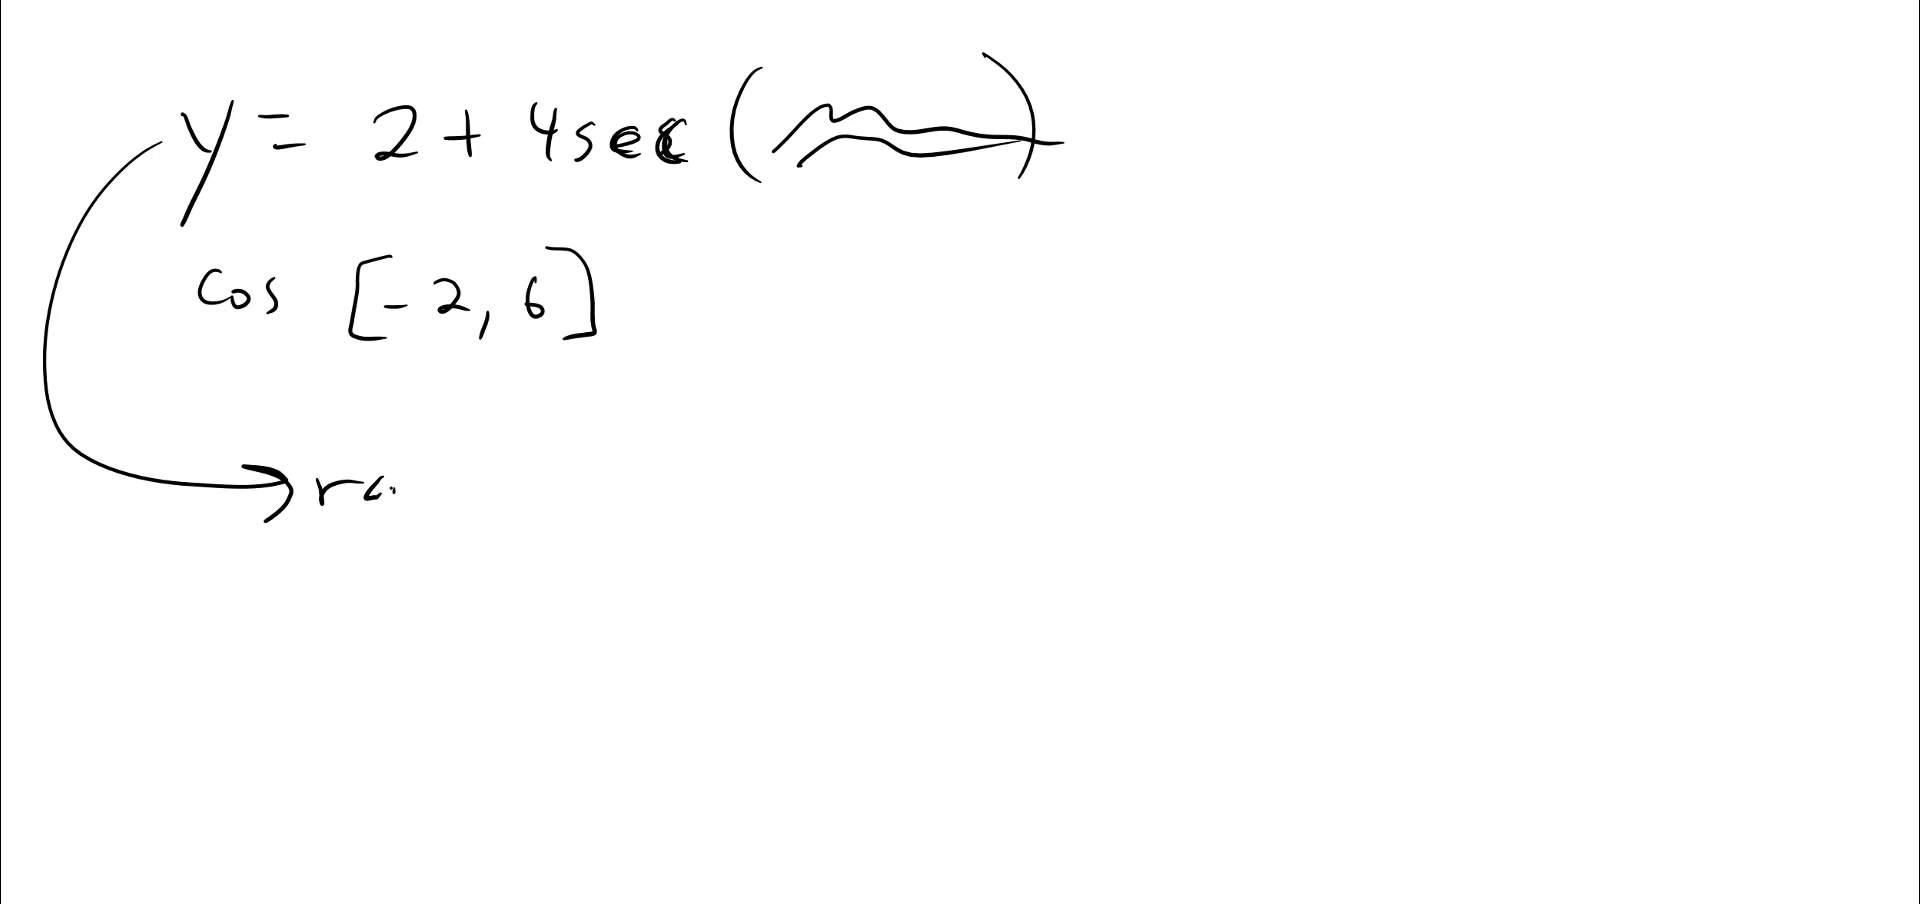 y = 2 + 4sec ( )
cos [-2, 6]